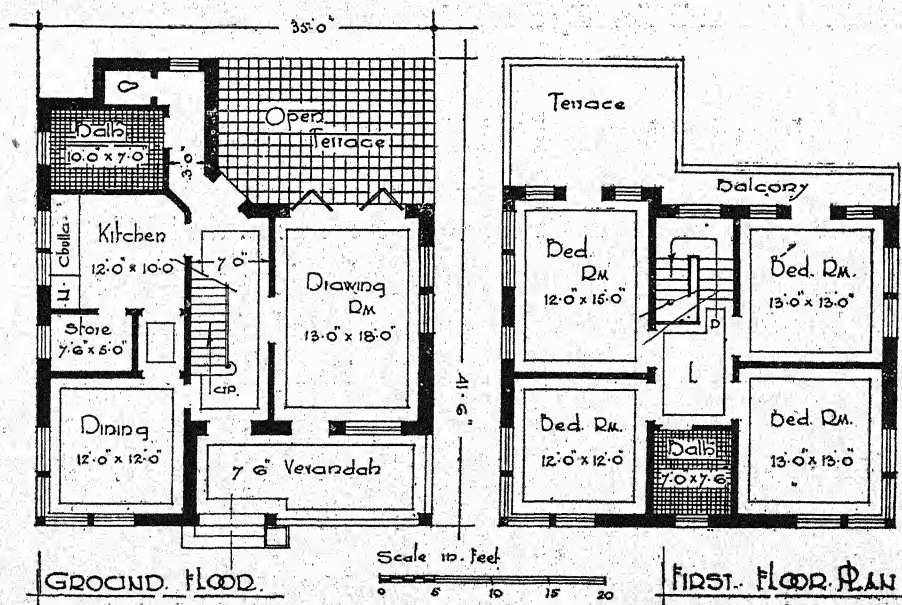 35'·0"
Open
Terrace
Bath
10'·0" x 7'·0"
3'·0"
Kitchen
12'·0" x 10'·0
Chulla
7'0"
Drawing
Rm
13'·0" x 18'·0"
Store
7'·6" x 5'·0"
Dining
12'·0" x 12'·0"
7'6" Verandah
41'·6"
GROUND. FLOOR.
Terrace
Balcony
Bed.
Rm
12'·0" x 15'·0"
Bed. Rm.
13'·0" x 13'·0"
D
L
Bed. Rm.
12'·0" x 12'·0"
Bath
7'·0" x 7'·6
Bed. Rm.
13'·0" x 13'·0"
Scale in. feet
0 5 10 15 20
FIRST. FLOOR. PLAN